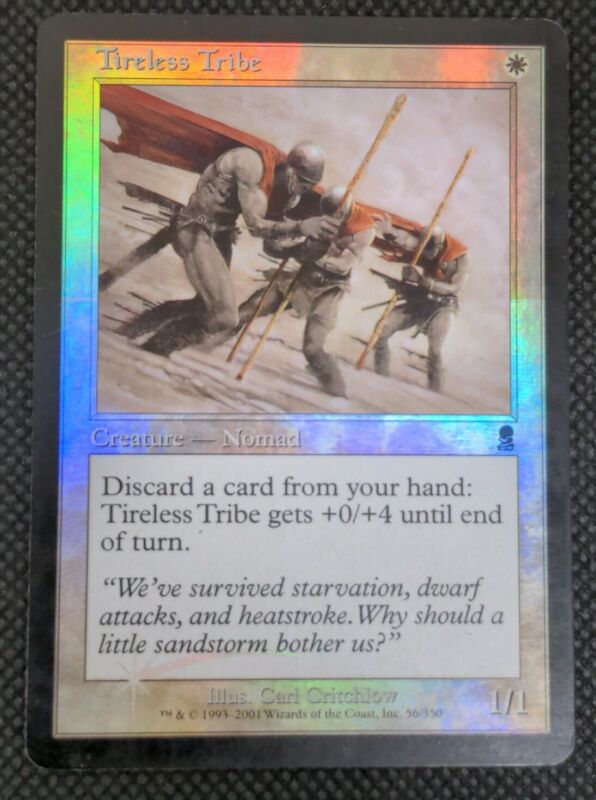 Tireless Tribe
Creature — Nomad
Discard a card from your hand:
Tireless Tribe gets +0/+4 until end
of turn.
“We’ve survived starvation, dwarf
attacks, and heatstroke. Why should a
little sandstorm bother us?”
Illus. Carl Critchlow
1/1
™ & © 1993–2001 Wizards of the Coast, Inc. 56/350